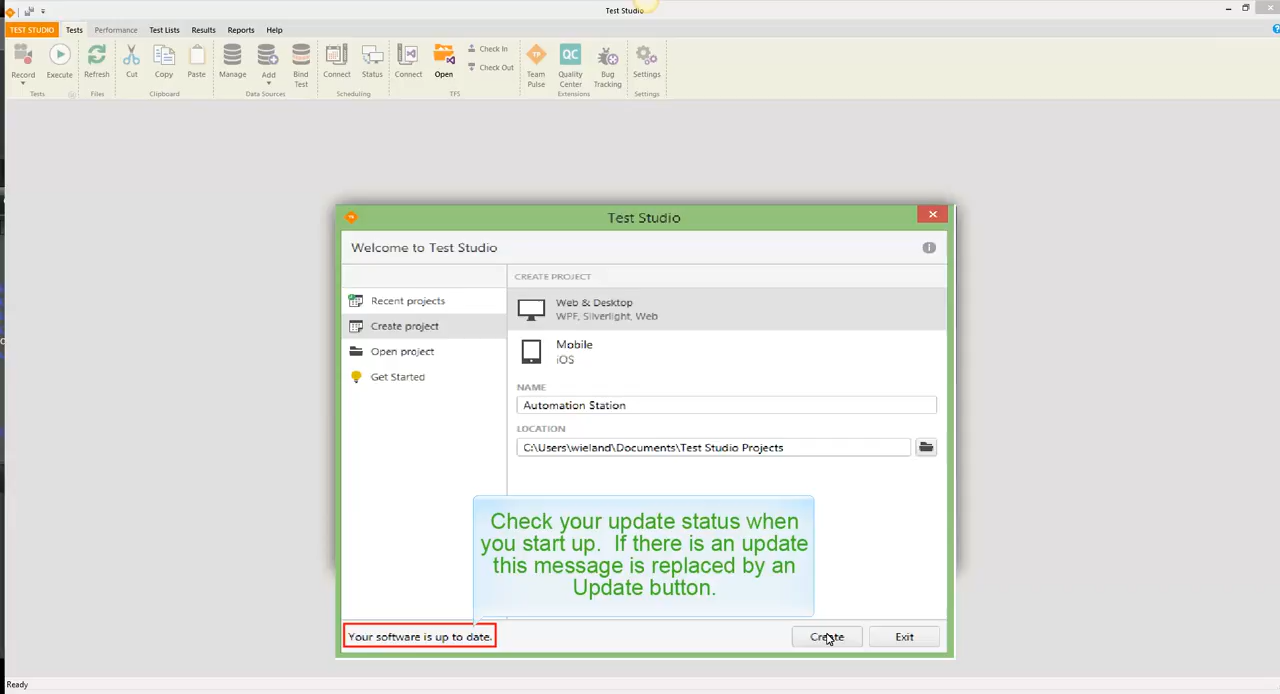 Test Studio
TEST STUDIO Tests Performance Test Lists Results Reports Help
Record Execute Refresh Cut Copy Paste Manage Add Bind Test Connect Status Connect Open Check In Check Out Team Pulse Quality Center Bug Tracking Settings
QC
Tests Files Clipboard Data Sources Scheduling TFS Extensions Settings
Test Studio
Welcome to Test Studio
CREATE PROJECT
Recent projects
Create project
Open project
Get Started
Web & Desktop
WPF, Silverlight, Web
Mobile
iOS
NAME
Automation Station
LOCATION
C:\Users\wieland\Documents\Test Studio Projects
Check your update status when
you start up. If there is an update
this message is replaced by an
Update button.
Your software is up to date.
Create Exit
Ready